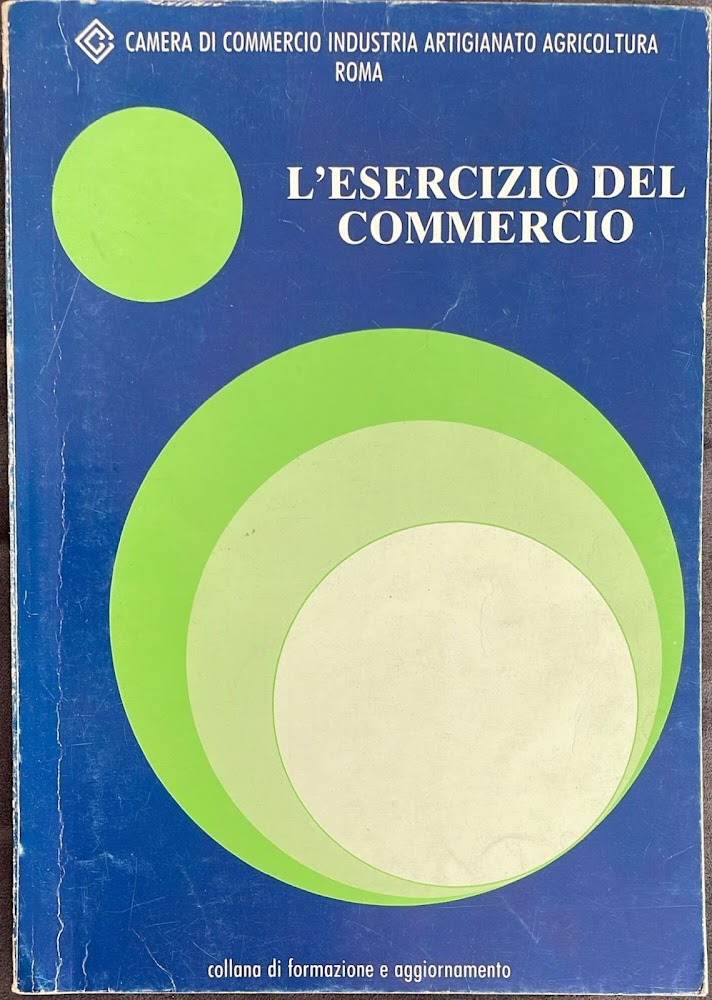 CAMERA DI COMMERCIO INDUSTRIA ARTIGIANATO AGRICOLTURA
ROMA
L'ESERCIZIO DEL
COMMERCIO
collana di formazione e aggiornamento